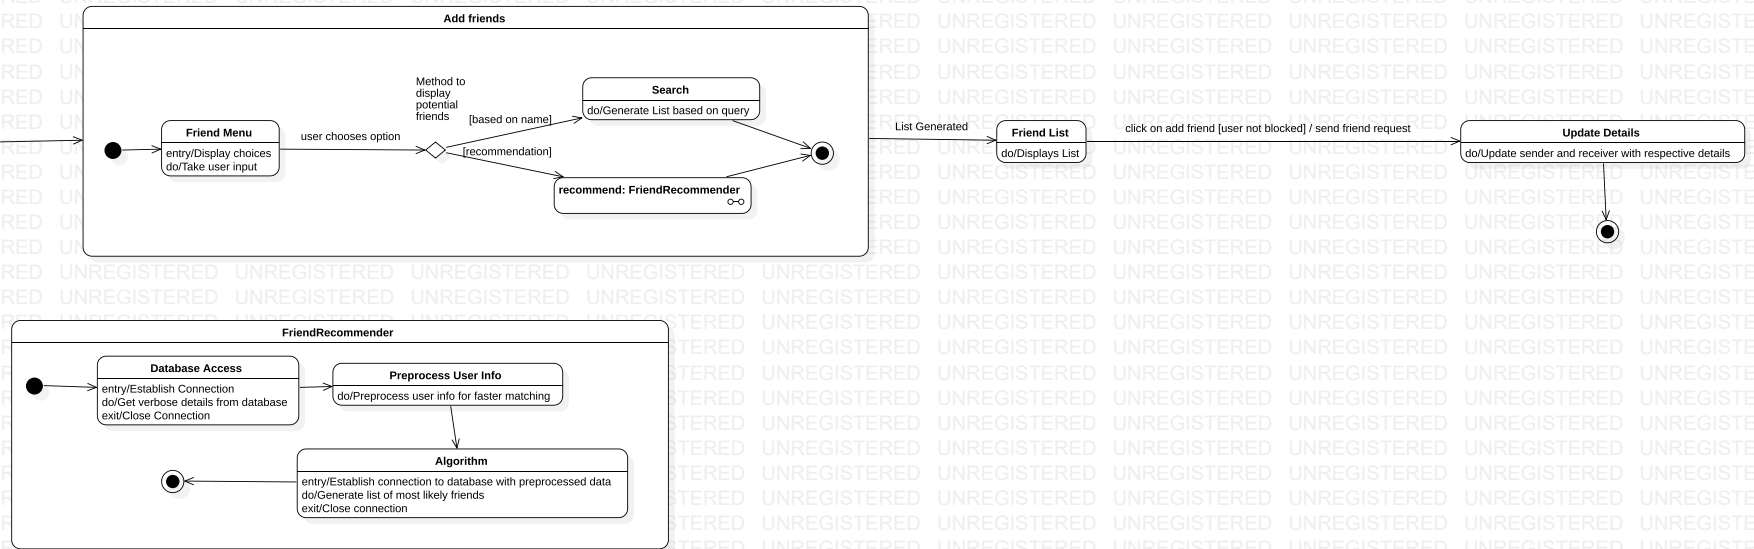 Add friends
Method to
display
potential
friends
Search
do/Generate List based on query
[based on name]
Friend Menu
entry/Display choices
do/Take user input
user chooses option
[recommendation]
recommend: FriendRecommender
List Generated
Friend List
do/Displays List
click on add friend [user not blocked] / send friend request
Update Details
do/Update sender and receiver with respective details
FriendRecommender
Database Access
entry/Establish Connection
do/Get verbose details from database
exit/Close Connection
Preprocess User Info
do/Preprocess user info for faster matching
Algorithm
entry/Establish connection to database with preprocessed data
do/Generate list of most likely friends
exit/Close connection
UNREGISTERED